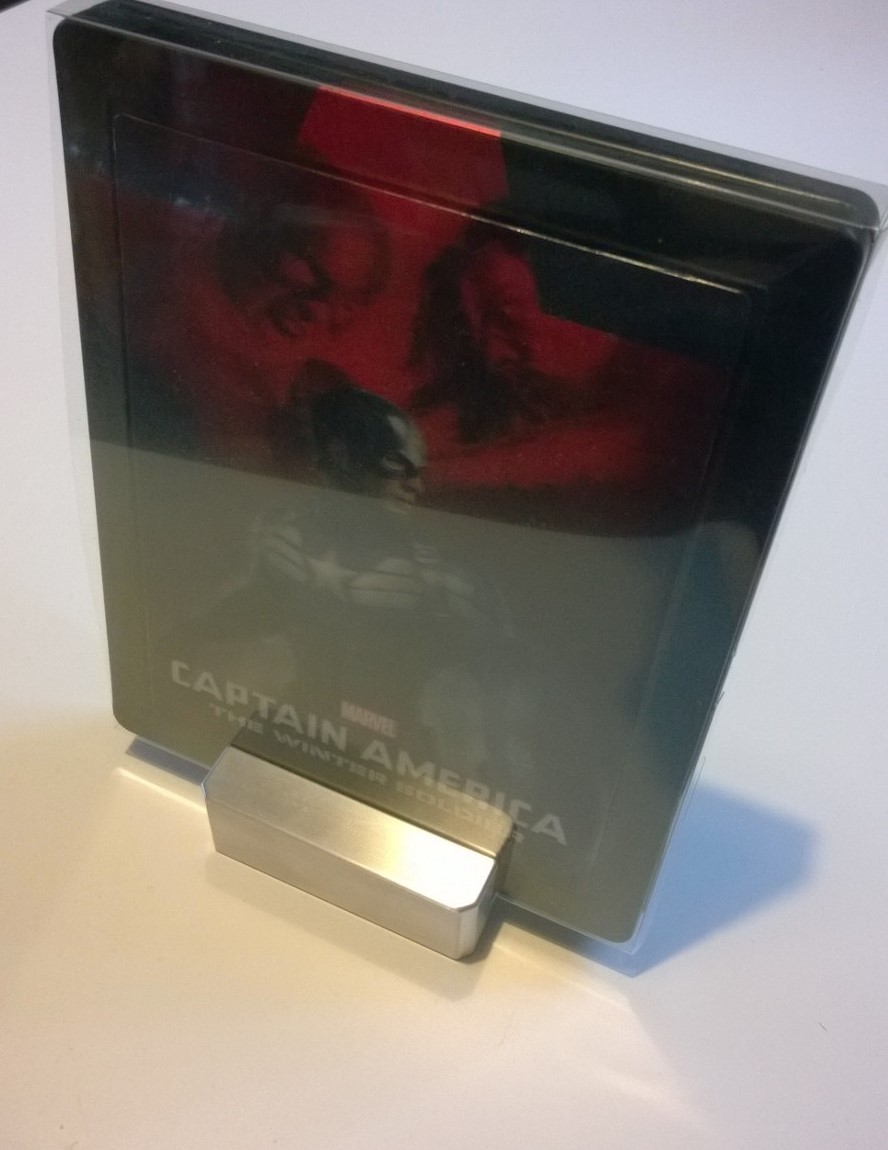 MARVEL
CAPTAIN AMERICA
THE WINTER SOLDIER